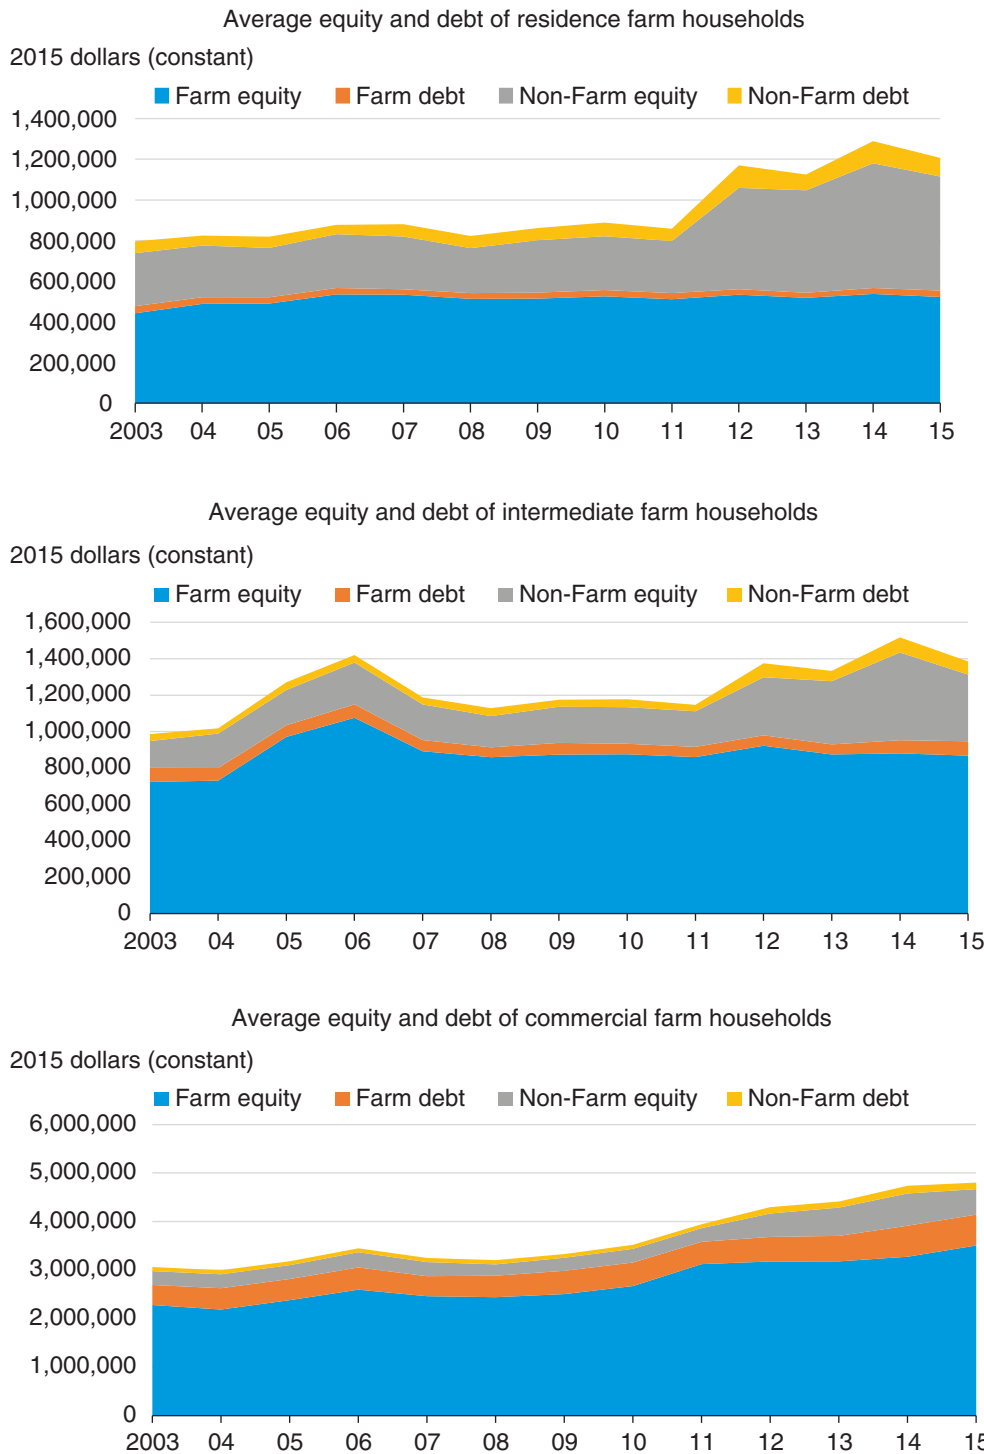 Average equity and debt of residence farm households
2015 dollars (constant)
Farm equity Farm debt Non-Farm equity Non-Farm debt
1,400,000
1,200,000
1,000,000
800,000
600,000
400,000
200,000
0
2003 04 05 06 07 08 09 10 11 12 13 14 15
Average equity and debt of intermediate farm households
2015 dollars (constant)
Farm equity Farm debt Non-Farm equity Non-Farm debt
1,600,000
1,400,000
1,200,000
1,000,000
800,000
600,000
400,000
200,000
0
2003 04 05 06 07 08 09 10 11 12 13 14 15
Average equity and debt of commercial farm households
2015 dollars (constant)
Farm equity Farm debt Non-Farm equity Non-Farm debt
6,000,000
5,000,000
4,000,000
3,000,000
2,000,000
1,000,000
0
2003 04 05 06 07 08 09 10 11 12 13 14 15